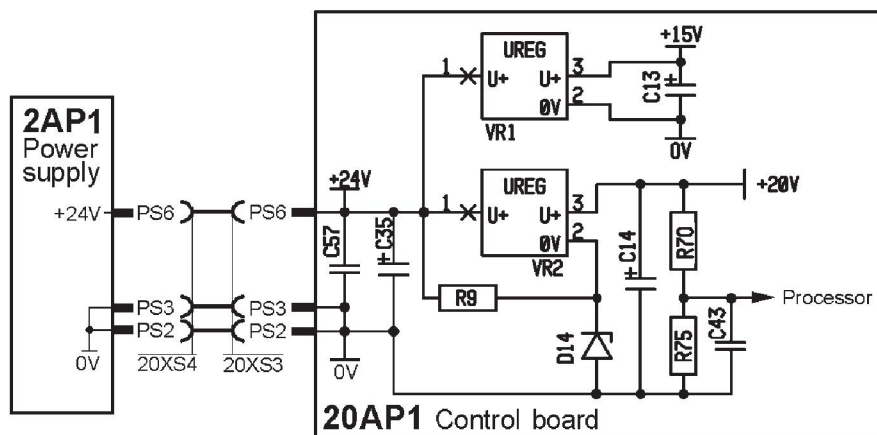 2AP1
Power
supply
+24V
PS6
PS6
PS3
PS3
PS2
PS2
0V
20XS4
20XS3
+24V
C57
+
C35
0V
1
UREG
U+
U+
3
0V
2
VR1
+15V
+
C13
0V
1
UREG
U+
U+
3
0V
2
VR2
R9
D14
+
C14
+20V
R70
R75
C43
Processor
20AP1 Control board